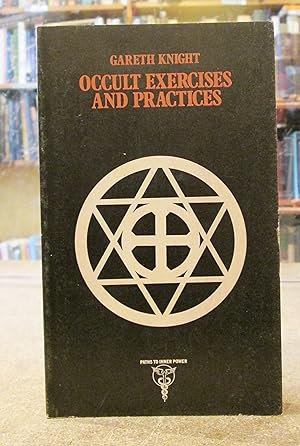 GARETH KNIGHT
OCCULT EXERCISES
AND PRACTICES
PATHS TO INNER POWER